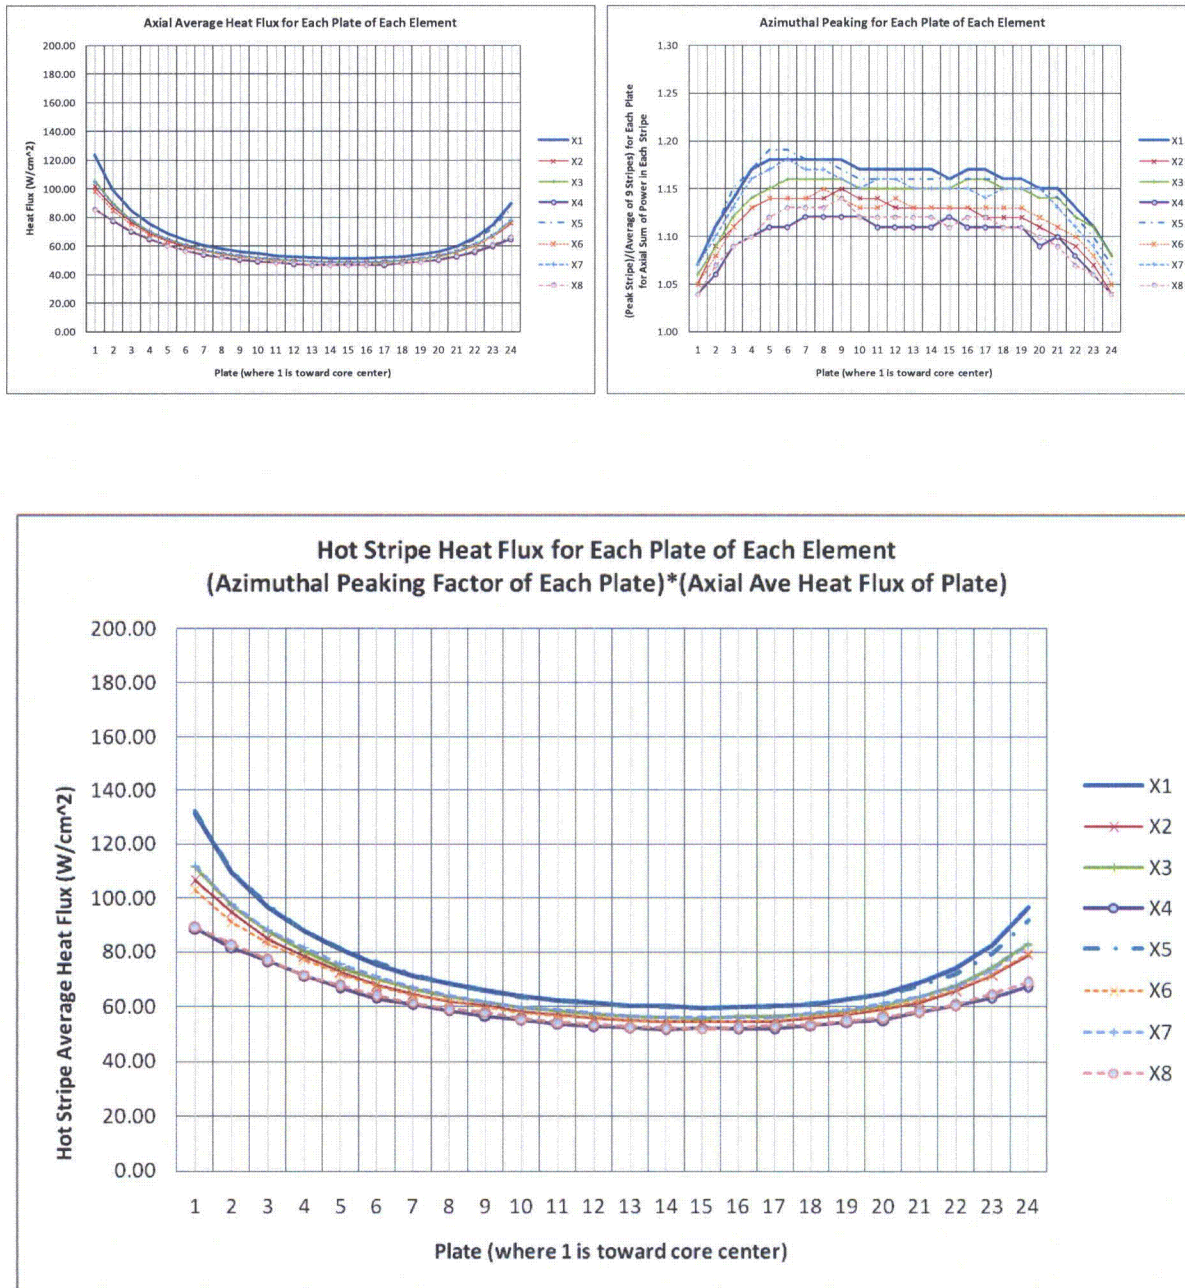 Axial Average Heat Flux for Each Plate of Each Element
Heat Flux (W/cm^2)
200.00
180.00
160.00
140.00
120.00
100.00
80.00
60.00
40.00
20.00
0.00
1 2 3 4 5 6 7 8 9 10 11 12 13 14 15 16 17 18 19 20 21 22 23 24
Plate (where 1 is toward core center)
X1
X2
X3
X4
X5
X6
X7
X8
Azimuthal Peaking for Each Plate of Each Element
(Peak Stripe)/(Average of 9 Stripes) for Each Plate
for Axial Sum of Power in Each Stripe
1.30
1.25
1.20
1.15
1.10
1.05
1.00
1 2 3 4 5 6 7 8 9 10 11 12 13 14 15 16 17 18 19 20 21 22 23 24
Plate (where 1 is toward core center)
X1
X2
X3
X4
X5
X6
X7
X8
Hot Stripe Heat Flux for Each Plate of Each Element
(Azimuthal Peaking Factor of Each Plate)*(Axial Ave Heat Flux of Plate)
Hot Stripe Average Heat Flux (W/cm^2)
200.00
180.00
160.00
140.00
120.00
100.00
80.00
60.00
40.00
20.00
0.00
1 2 3 4 5 6 7 8 9 10 11 12 13 14 15 16 17 18 19 20 21 22 23 24
Plate (where 1 is toward core center)
X1
X2
X3
X4
X5
X6
X7
X8